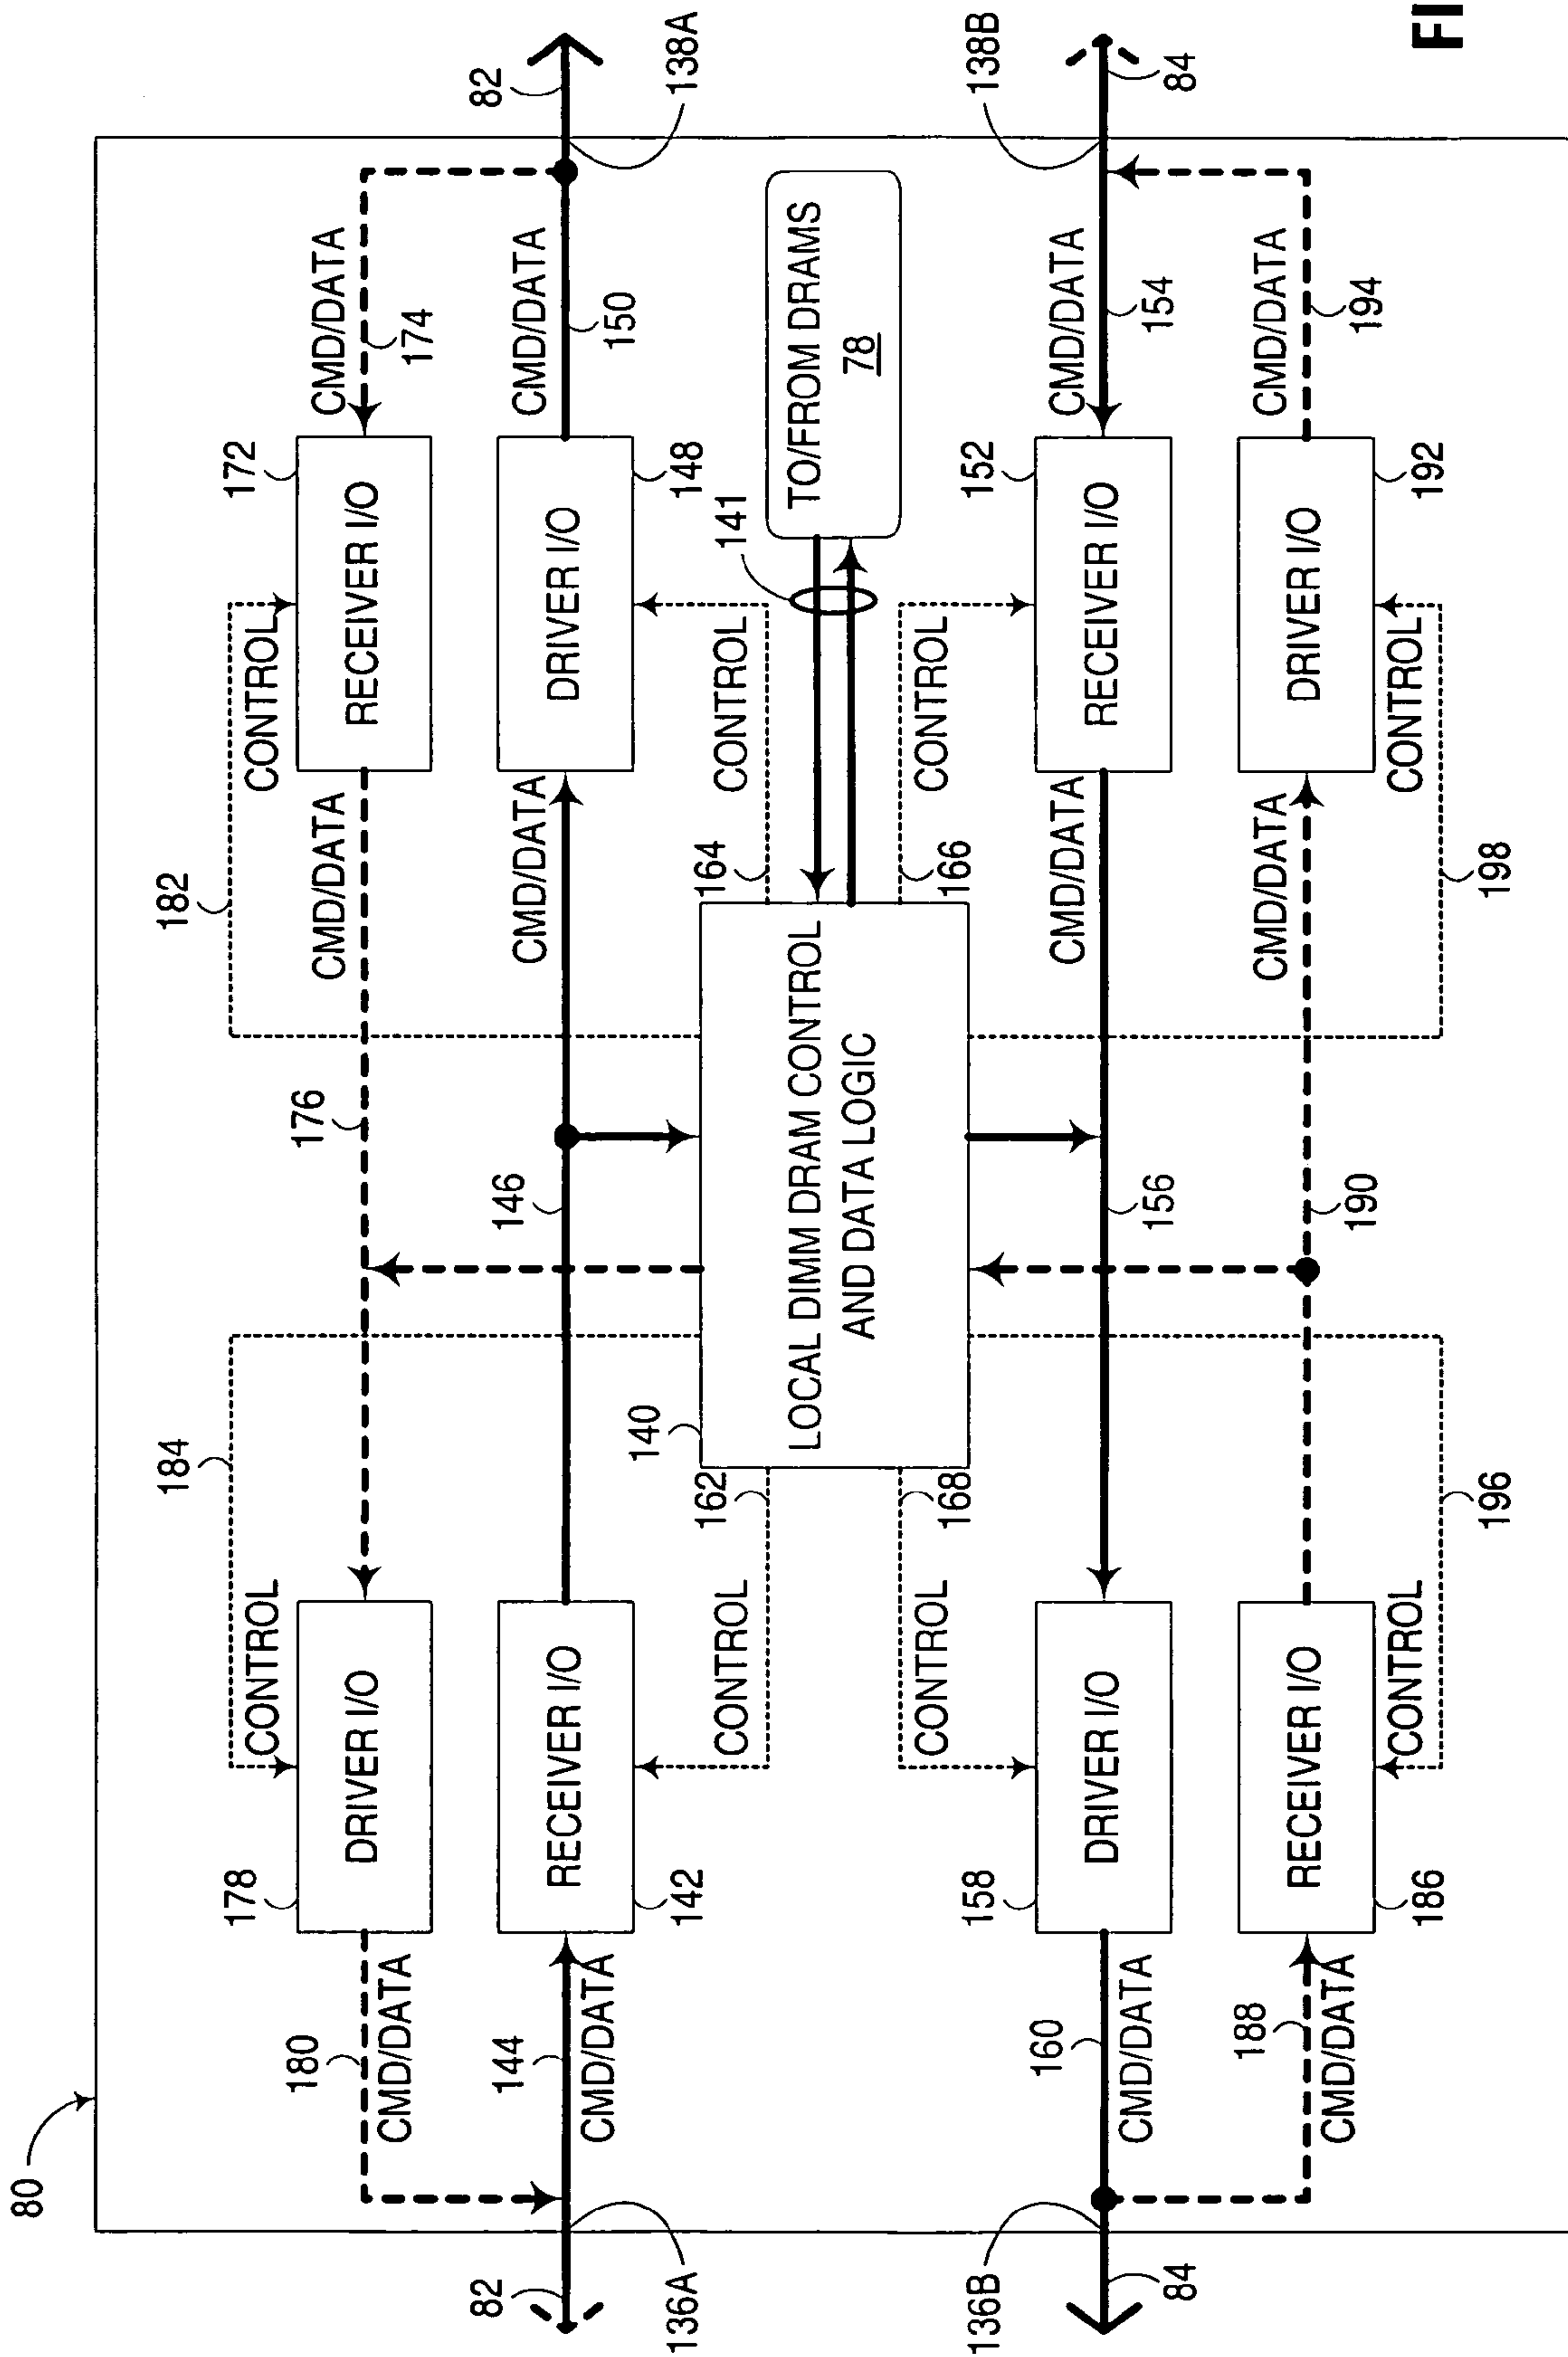 80
184
182
CONTROL
CONTROL
178
172
180
DRIVER I/O
176
CMD/DATA
RECEIVER I/O
CMD/DATA
174
CMD/DATA
82
144
CMD/DATA
RECEIVER I/O
142
146
CMD/DATA
DRIVER I/O
148
CMD/DATA
150
82
136A
138A
162
CONTROL
164
CONTROL
141
140
LOCAL DIMM DRAM CONTROL
AND DATA LOGIC
TO/FROM DRAMS
78
168
CONTROL
166
CONTROL
136B
138B
160
CMD/DATA
158
DRIVER I/O
156
CMD/DATA
152
RECEIVER I/O
CMD/DATA
154
84
84
188
CMD/DATA
RECEIVER I/O
186
190
CMD/DATA
DRIVER I/O
192
CMD/DATA
194
CONTROL
CONTROL
196
198
FI